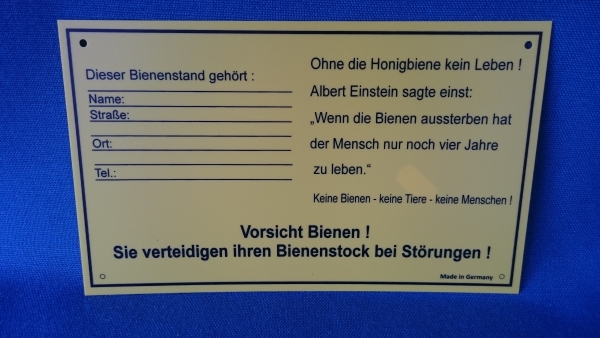 Dieser Bienenstand gehört :
Name:
Straße:
Ort:
Tel.:
Ohne die Honigbiene kein Leben !
Albert Einstein sagte einst:
„Wenn die Bienen aussterben hat
der Mensch nur noch vier Jahre
zu leben.“
Keine Bienen - keine Tiere - keine Menschen !
Vorsicht Bienen !
Sie verteidigen ihren Bienenstock bei Störungen !
Made in Germany